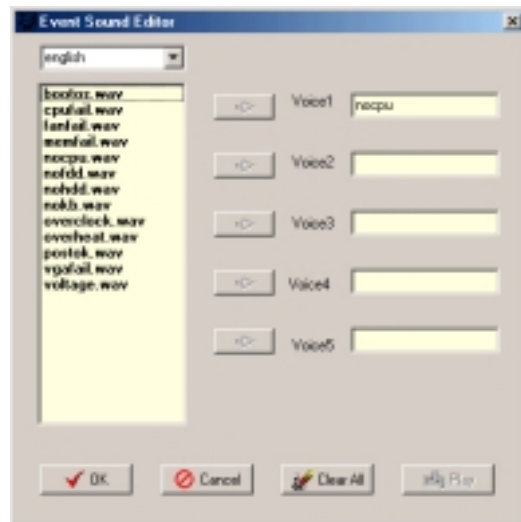 Event Sound Editor
english
bootos.wav
cpufail.wav
fanfail.wav
memfail.wav
nocpu.wav
nofdd.wav
nohdd.wav
nokb.wav
overclock.wav
overheat.wav
postok.wav
vgafail.wav
voltage.wav
Voice1
nocpu
Voice2
Voice3
Voice4
Voice5
OK
Cancel
Clear All
Play